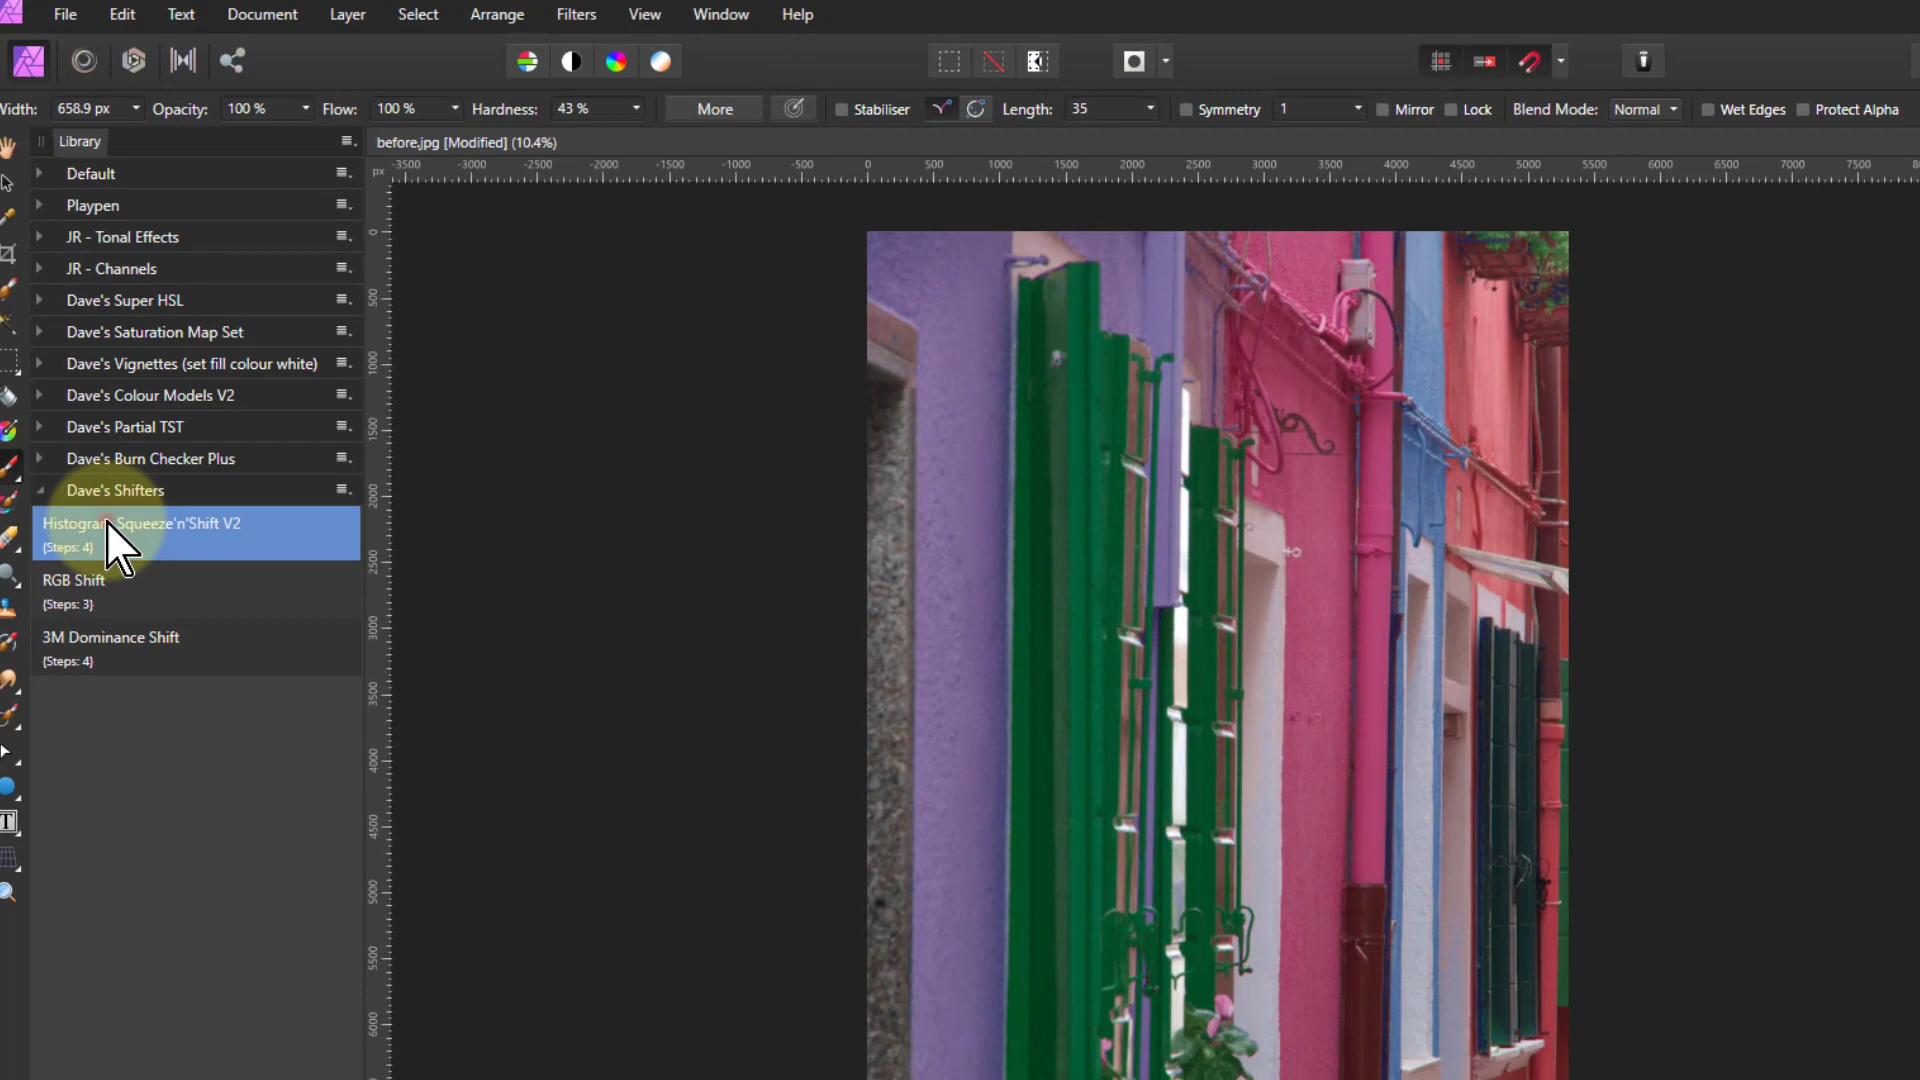 File Edit Text Document Layer Select Arrange Filters View Window Help
Width: 658.9 px Opacity: 100 % Flow: 100 % Hardness: 43 % More Stabiliser Length: 35 Symmetry 1 Mirror Lock Blend Mode: Normal Wet Edges Protect Alpha
Library
before.jpg [Modified] (10.4%)
px -3500 -3000 -2500 -2000 -1500 -1000 -500 0 500 1000 1500 2000 2500 3000 3500 4000 4500 5000 5500 6000 6500 7000 7500
Default
Playpen
JR - Tonal Effects
JR - Channels
Dave's Super HSL
Dave's Saturation Map Set
Dave's Vignettes (set fill colour white)
Dave's Colour Models V2
Dave's Partial TST
Dave's Burn Checker Plus
Dave's Shifters
Histogram Squeeze'n'Shift V2
{Steps: 4}
RGB Shift
{Steps: 3}
3M Dominance Shift
{Steps: 4}
0
500
1000
1500
2000
2500
3000
3500
4000
4500
5000
5500
6000